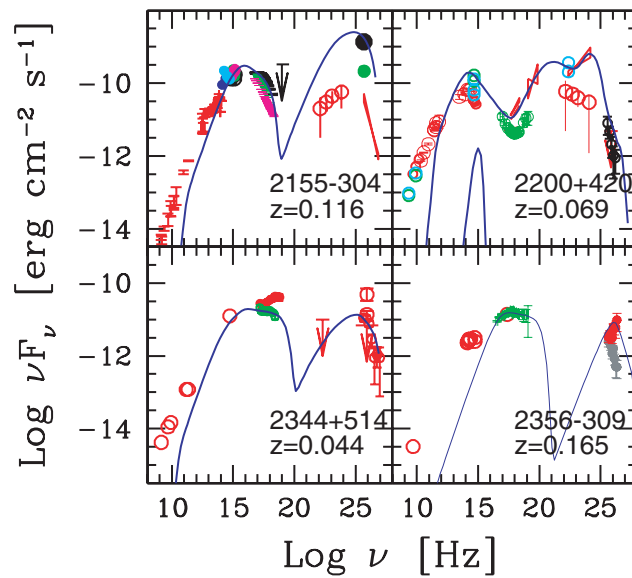 Log νFν [erg cm−2 s−1]
-10
-12
-14
2155-304
z=0.116
2200+420
z=0.069
-10
-12
-14
2344+514
z=0.044
2356-309
z=0.165
10 15 20 25 10 15 20 25
Log ν [Hz]